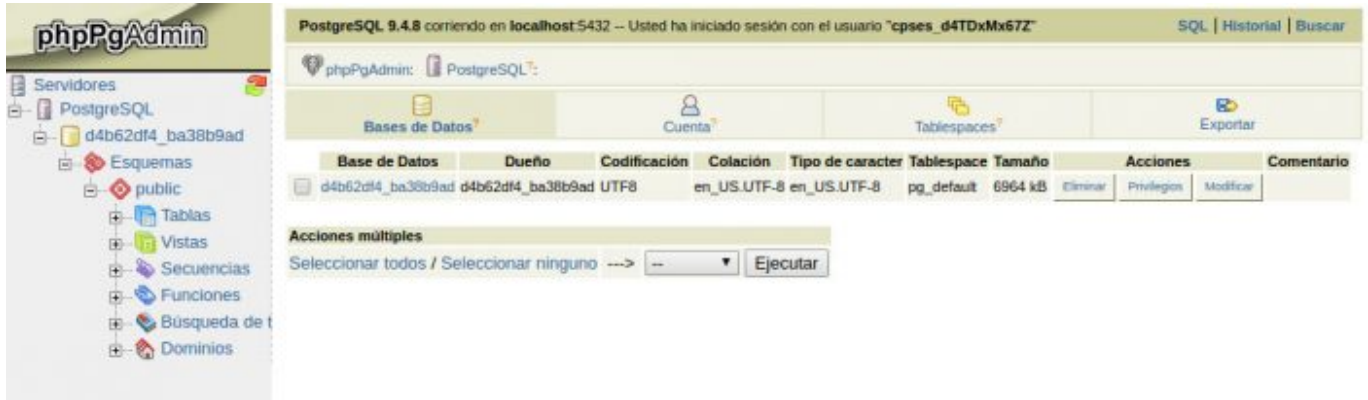 phpPgAdmin
Servidores
PostgreSQL
d4b62df4_ba38b9ad
Esquemas
public
Tablas
Vistas
Secuencias
Funciones
Búsqueda de t
Dominios
PostgreSQL 9.4.8 corriendo en localhost:5432 -- Usted ha iniciado sesión con el usuario "cpses_d4TDxMx67Z"
SQL | Historial | Buscar
phpPgAdmin: PostgreSQL?:
Bases de Datos? Cuenta? Tablespaces? Exportar
Base de Datos Dueño Codificación Colación Tipo de caracter Tablespace Tamaño Acciones Comentario
d4b62df4_ba38b9ad d4b62df4_ba38b9ad UTF8 en_US.UTF-8 en_US.UTF-8 pg_default 6964 kB Eliminar Privilegios Modificar
Acciones múltiples
Seleccionar todos / Seleccionar ninguno ---> -- Ejecutar